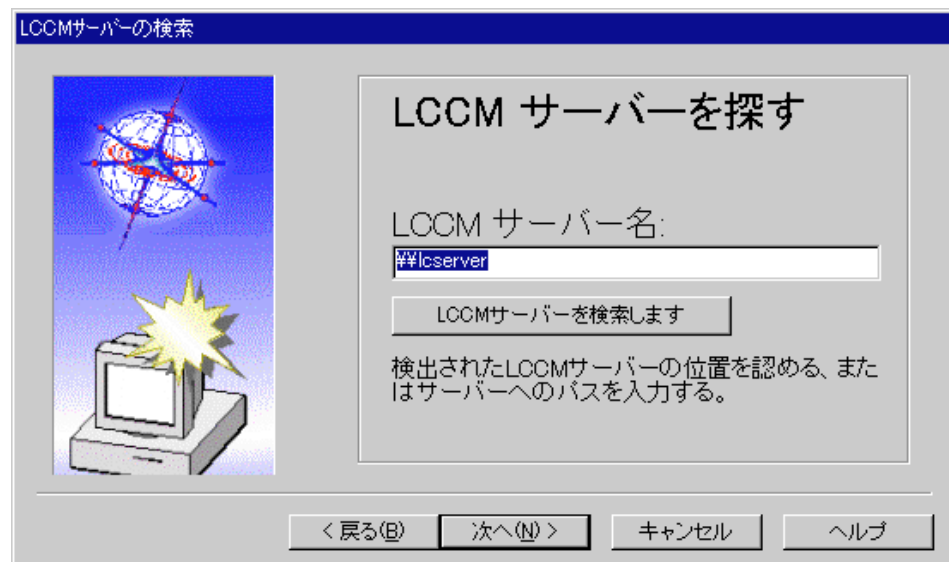 LCCMサーバーの検索
LCCM サーバーを探す
LCCM サーバー名:
¥¥lcserver
LCCMサーバーを検索します
検出されたLCCMサーバーの位置を認める、また
はサーバーへのパスを入力する。
< 戻る(B)
次へ(N) >
キャンセル
ヘルプ